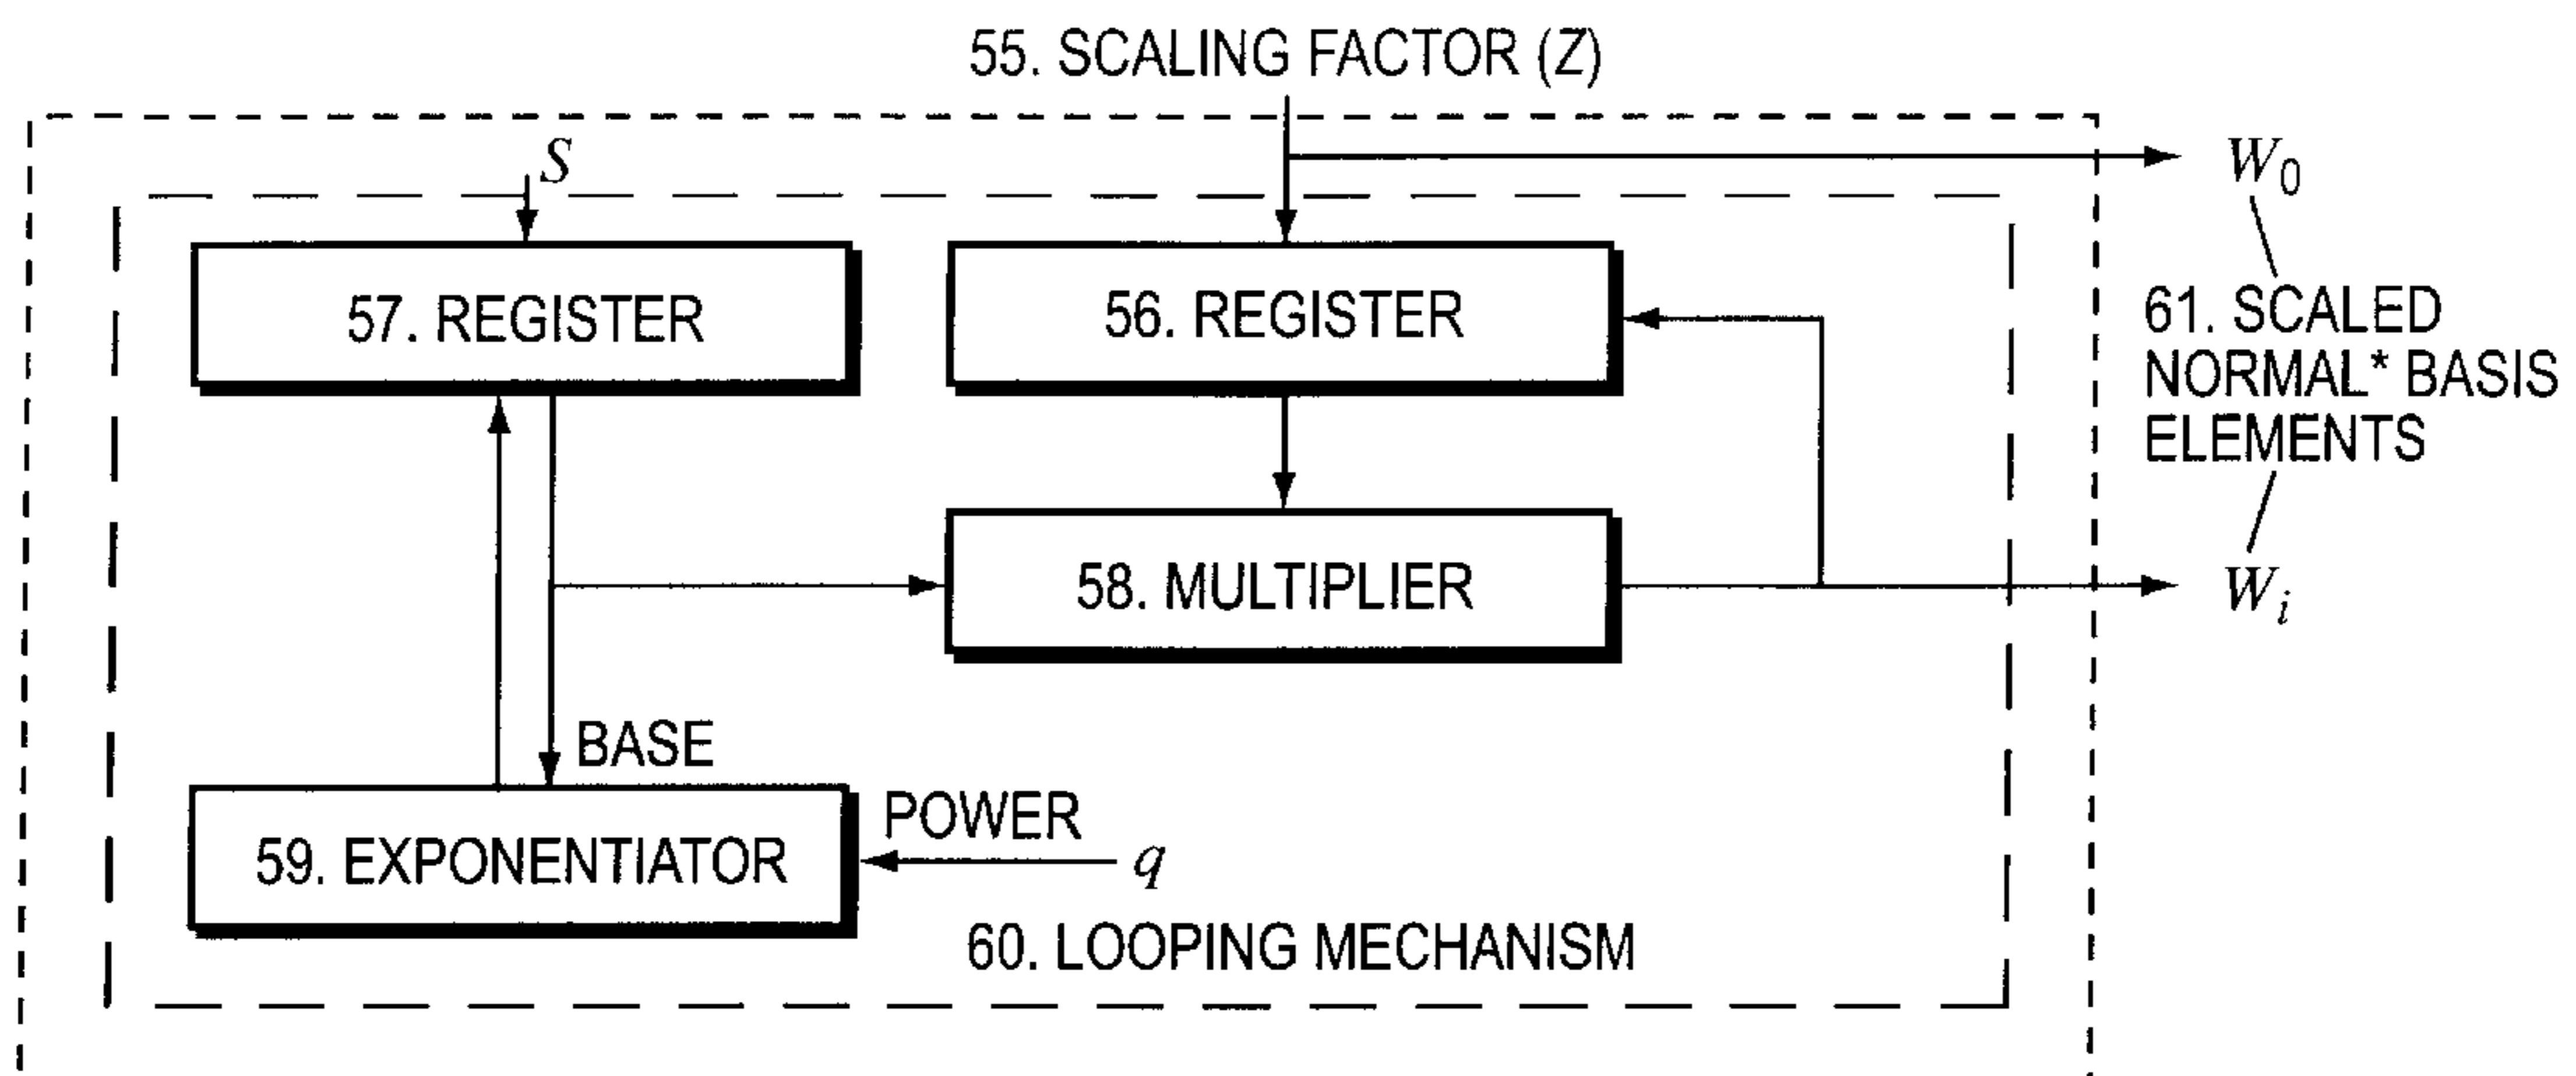 55. SCALING FACTOR (Z)
S
W0
57. REGISTER
56. REGISTER
61. SCALED
NORMAL* BASIS
ELEMENTS
58. MULTIPLIER
Wi
BASE
POWER
59. EXPONENTIATOR
q
60. LOOPING MECHANISM